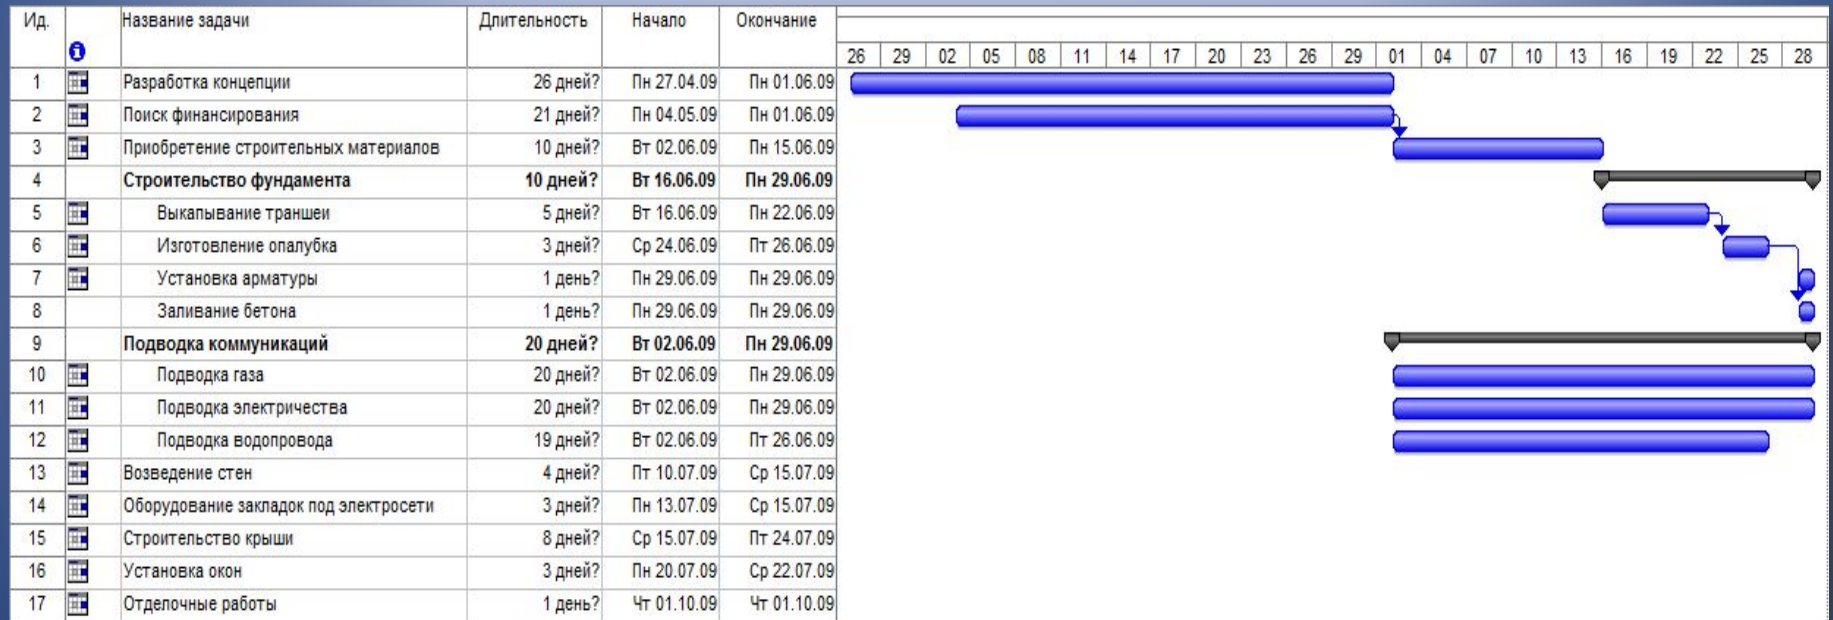 Ид. Название задачи Длительность Начало Окончание
26 29 02 05 08 11 14 17 20 23 26 29 01 04 07 10 13 16 19 22 25 28
1 Разработка концепции 26 дней? Пн 27.04.09 Пн 01.06.09
2 Поиск финансирования 21 дней? Пн 04.05.09 Пн 01.06.09
3 Приобретение строительных материалов 10 дней? Вт 02.06.09 Пн 15.06.09
4 Строительство фундамента 10 дней? Вт 16.06.09 Пн 29.06.09
5 Выкапывание траншеи 5 дней? Вт 16.06.09 Пн 22.06.09
6 Изготовление опалубка 3 дней? Ср 24.06.09 Пт 26.06.09
7 Установка арматуры 1 день? Пн 29.06.09 Пн 29.06.09
8 Заливание бетона 1 день? Пн 29.06.09 Пн 29.06.09
9 Подводка коммуникаций 20 дней? Вт 02.06.09 Пн 29.06.09
10 Подводка газа 20 дней? Вт 02.06.09 Пн 29.06.09
11 Подводка электричества 20 дней? Вт 02.06.09 Пн 29.06.09
12 Подводка водопровода 19 дней? Вт 02.06.09 Пт 26.06.09
13 Возведение стен 4 дней? Пт 10.07.09 Ср 15.07.09
14 Оборудование закладок под электросети 3 дней? Пн 13.07.09 Ср 15.07.09
15 Строительство крыши 8 дней? Ср 15.07.09 Пт 24.07.09
16 Установка окон 3 дней? Пн 20.07.09 Ср 22.07.09
17 Отделочные работы 1 день? Чт 01.10.09 Чт 01.10.09